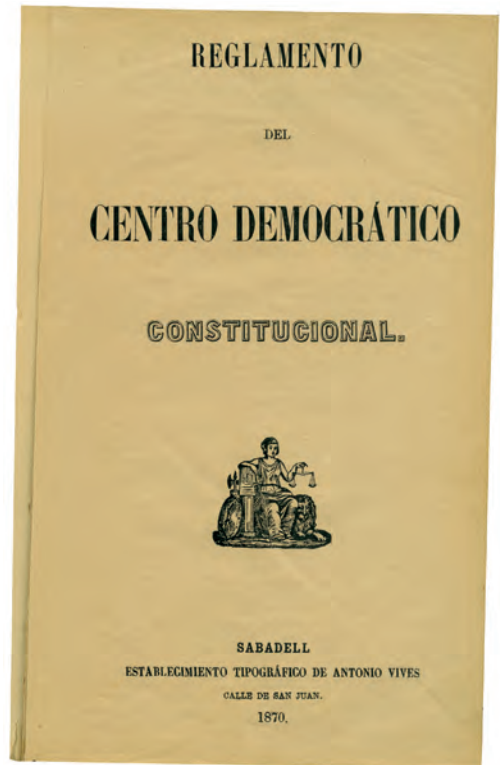 REGLAMENTO
DEL
CENTRO DEMOCRÁTICO
CONSTITUCIONAL.
SABADELL
ESTABLECIMIENTO TIPOGRÁFICO DE ANTONIO VIVES
CALLE DE SAN JUAN.
1870.